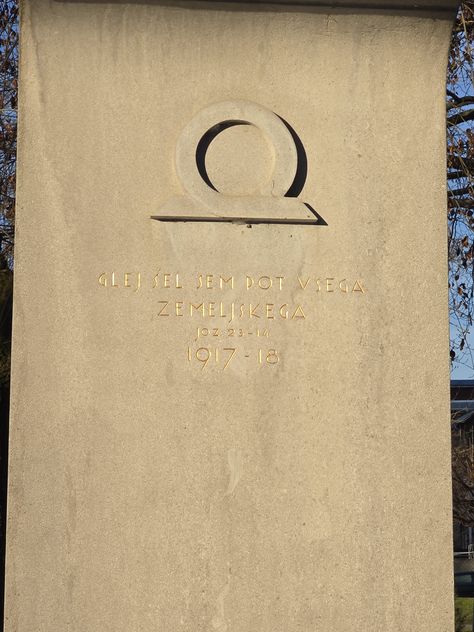 GLEJ ŠEL SEM POT VSEGA
ZEMELJSKEGA
JOZ 23-14
1917-18